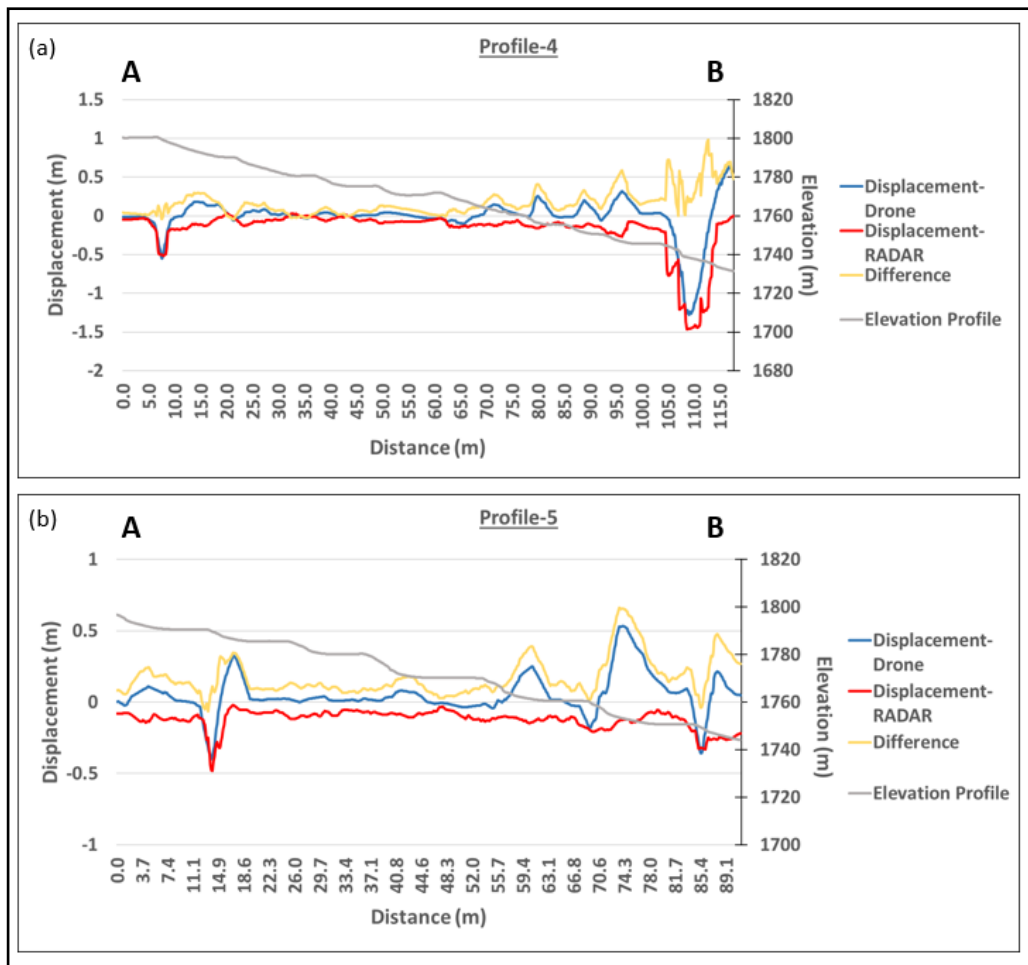 (a)
Profile-4
A
B
1.5
1
0.5
0
-0.5
-1
-1.5
-2
Displacement (m)
1820
1800
1780
1760
1740
1720
1700
1680
Elevation (m)
0.0 5.0 10.0 15.0 20.0 25.0 30.0 35.0 40.0 45.0 50.0 55.0 60.0 65.0 70.0 75.0 80.0 85.0 90.0 95.0 100.0 105.0 110.0 115.0
Distance (m)
Displacement-
Drone
Displacement-
RADAR
Difference
Elevation Profile
(b)
Profile-5
A
B
1
0.5
0
-0.5
-1
Displacement (m)
1820
1800
1780
1760
1740
1720
1700
Elevation (m)
0.0 3.7 7.4 11.1 14.9 18.6 22.3 26.0 29.7 33.4 37.1 40.8 44.6 48.3 52.0 55.7 59.4 63.1 66.8 70.6 74.3 78.0 81.7 85.4 89.1
Distance (m)
Displacement-
Drone
Displacement-
RADAR
Difference
Elevation Profile